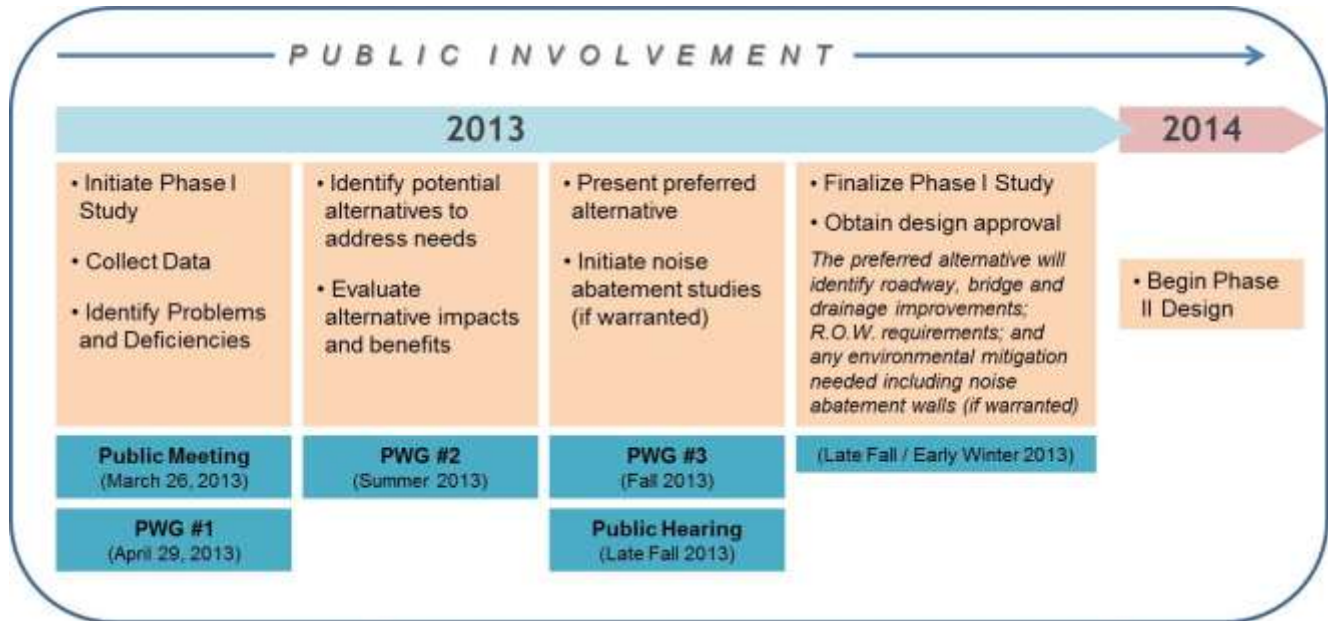 PUBLIC INVOLVEMENT
2013
2014
• Initiate Phase I
Study
• Collect Data
• Identify Problems
and Deficiencies
Public Meeting
(March 26, 2013)
PWG #1
(April 29, 2013)
• Identify potential
alternatives to
address needs
• Evaluate
alternative impacts
and benefits
PWG #2
(Summer 2013)
• Present preferred
alternative
• Initiate noise
abatement studies
(if warranted)
PWG #3
(Fall 2013)
Public Hearing
(Late Fall 2013)
• Finalize Phase I Study
• Obtain design approval
The preferred alternative will
identify roadway, bridge and
drainage improvements;
R.O.W. requirements; and
any environmental mitigation
needed including noise
abatement walls (if warranted)
(Late Fall / Early Winter 2013)
• Begin Phase
II Design